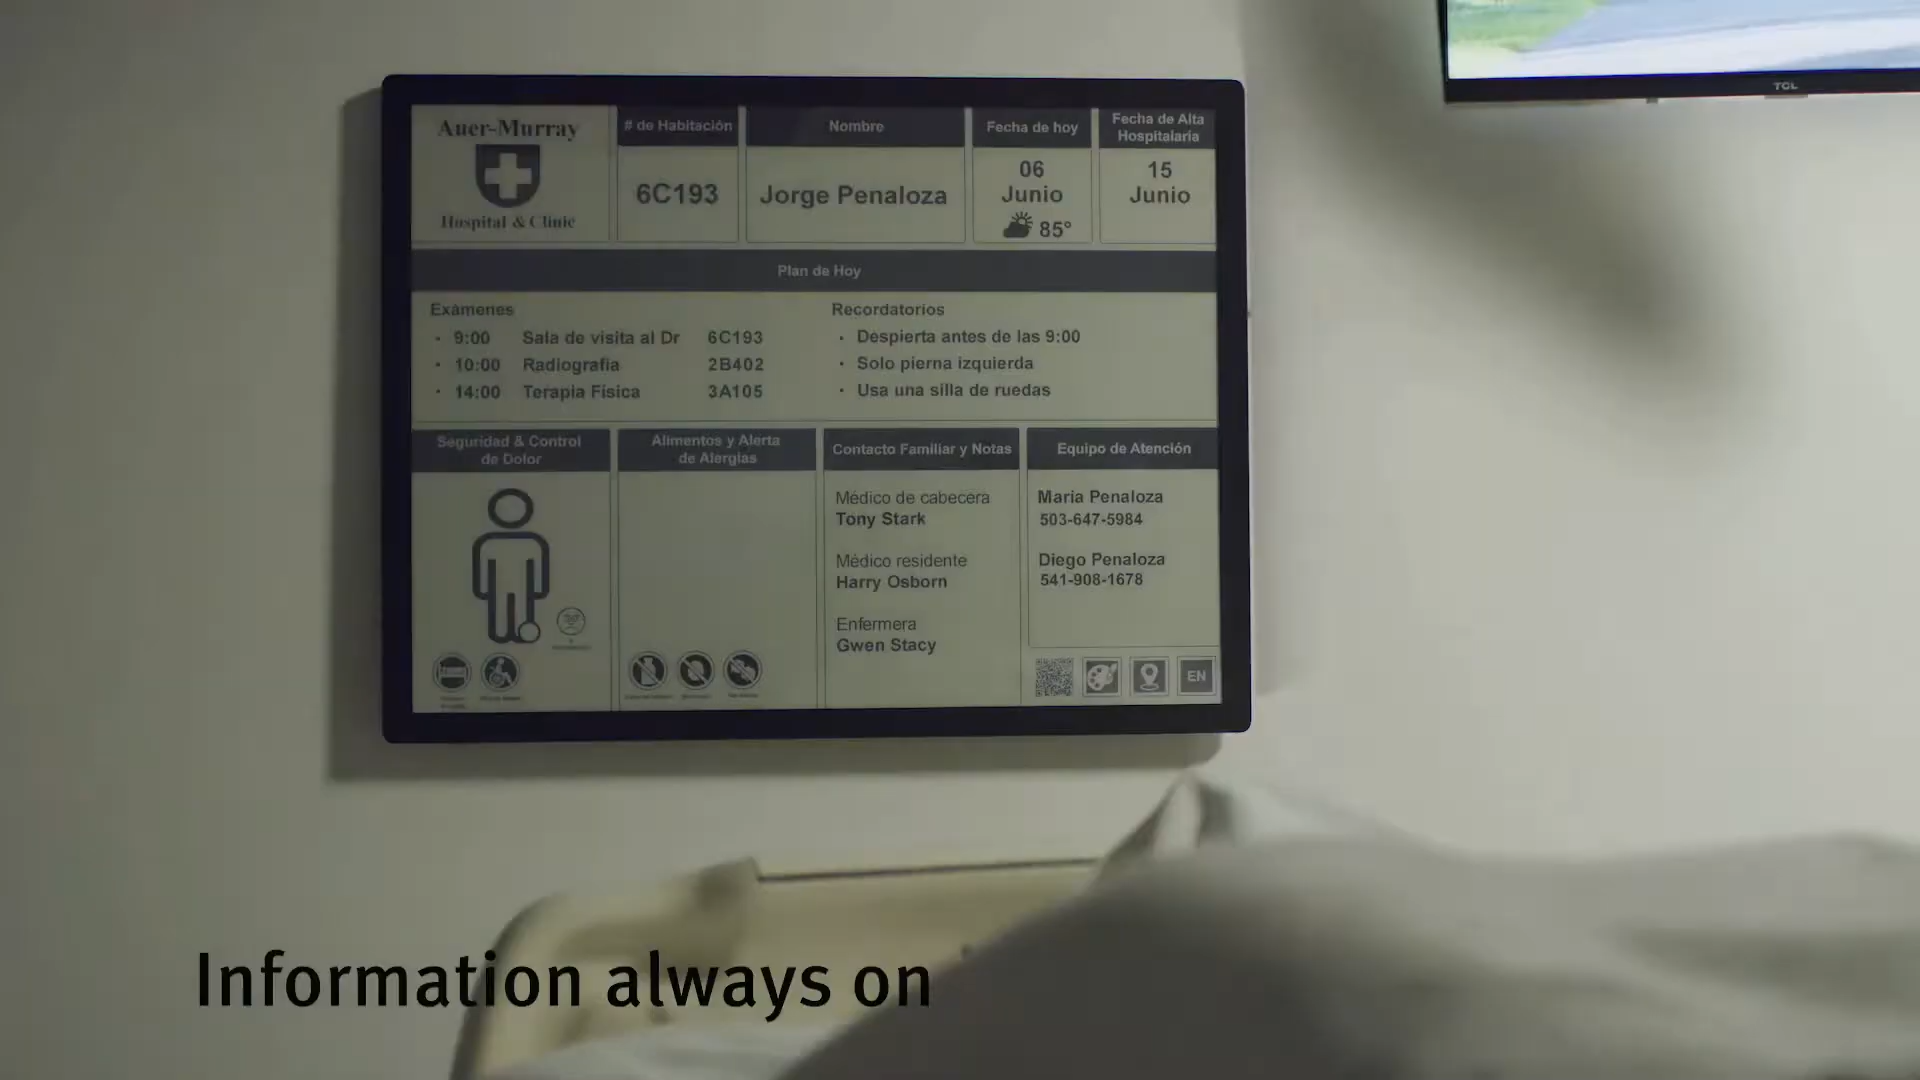 TCL
Auer-Murray
Hospital & Clinic
# de Habitación
6C193
Nombre
Jorge Penaloza
Fecha de hoy
06
Junio
85°
Fecha de Alta
Hospitalaria
15
Junio
Plan de Hoy
Exámenes
· 9:00 Sala de visita al Dr 6C193
· 10:00 Radiografia 2B402
· 14:00 Terapia Física 3A105
Recordatorios
· Despierta antes de las 9:00
· Solo pierna izquierda
· Usa una silla de ruedas
Seguridad & Control
de Dolor
Alimentos y Alerta
de Alergias
Contacto Familiar y Notas
Médico de cabecera
Tony Stark
Médico residente
Harry Osborn
Enfermera
Gwen Stacy
Equipo de Atención
Maria Penaloza
503-647-5984
Diego Penaloza
541-908-1678
EN
Information always on